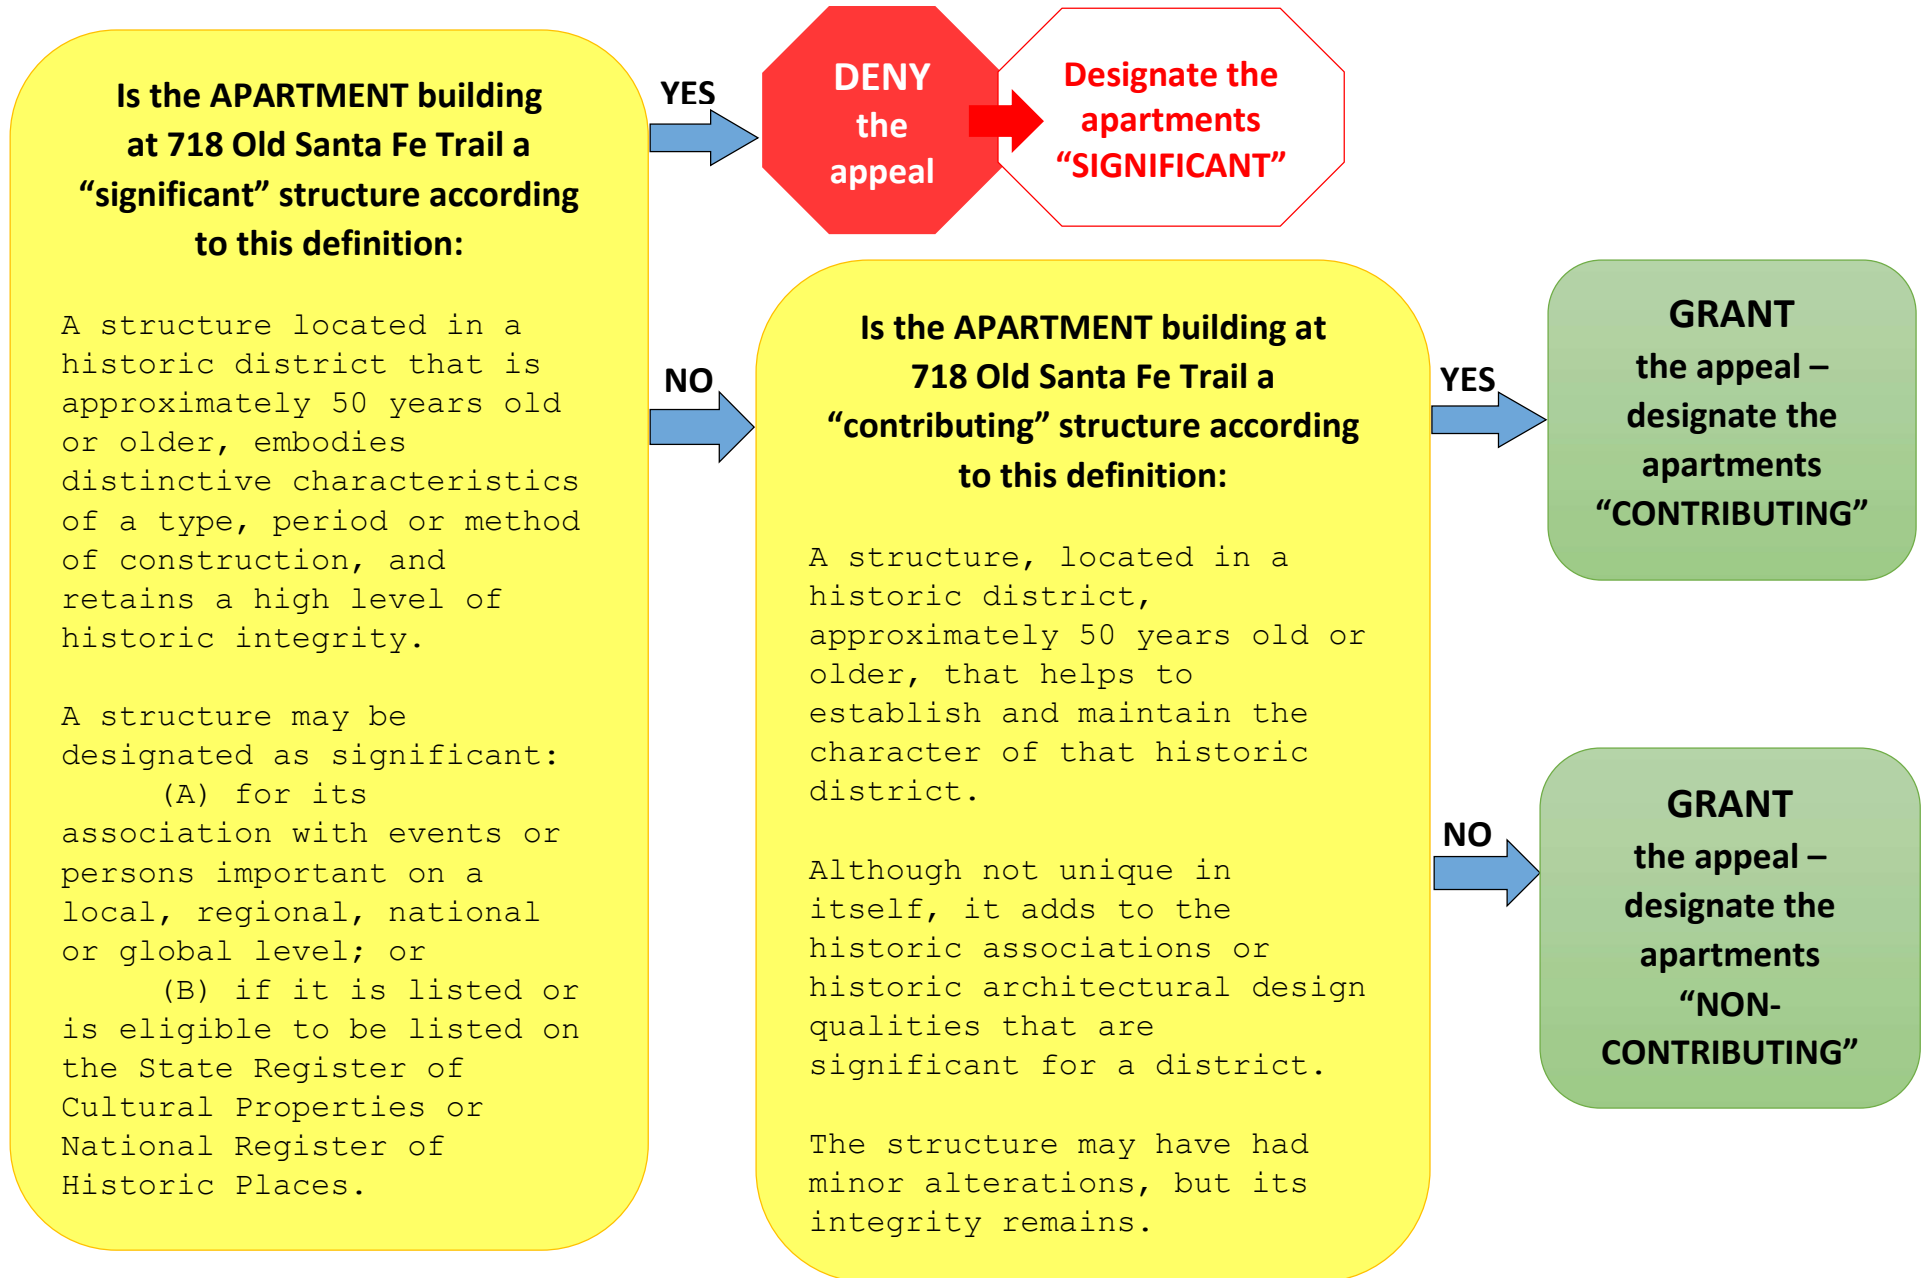 Is the APARTMENT building
at 718 Old Santa Fe Trail a
“significant” structure according
to this definition:
A structure located in a
historic district that is
approximately 50 years old
or older, embodies
distinctive characteristics
of a type, period or method
of construction, and
retains a high level of
historic integrity.
A structure may be
designated as significant:
(A) for its
association with events or
persons important on a
local, regional, national
or global level; or
(B) if it is listed or
is eligible to be listed on
the State Register of
Cultural Properties or
National Register of
Historic Places.
YES
DENY
the
appeal
Designate the
apartments
“SIGNIFICANT”
NO
Is the APARTMENT building at
718 Old Santa Fe Trail a
“contributing” structure according
to this definition:
A structure, located in a
historic district,
approximately 50 years old or
older, that helps to
establish and maintain the
character of that historic
district.
Although not unique in
itself, it adds to the
historic associations or
historic architectural design
qualities that are
significant for a district.
The structure may have had
minor alterations, but its
integrity remains.
YES
GRANT
the appeal –
designate the
apartments
“CONTRIBUTING”
NO
GRANT
the appeal –
designate the
apartments
“NON-
CONTRIBUTING”